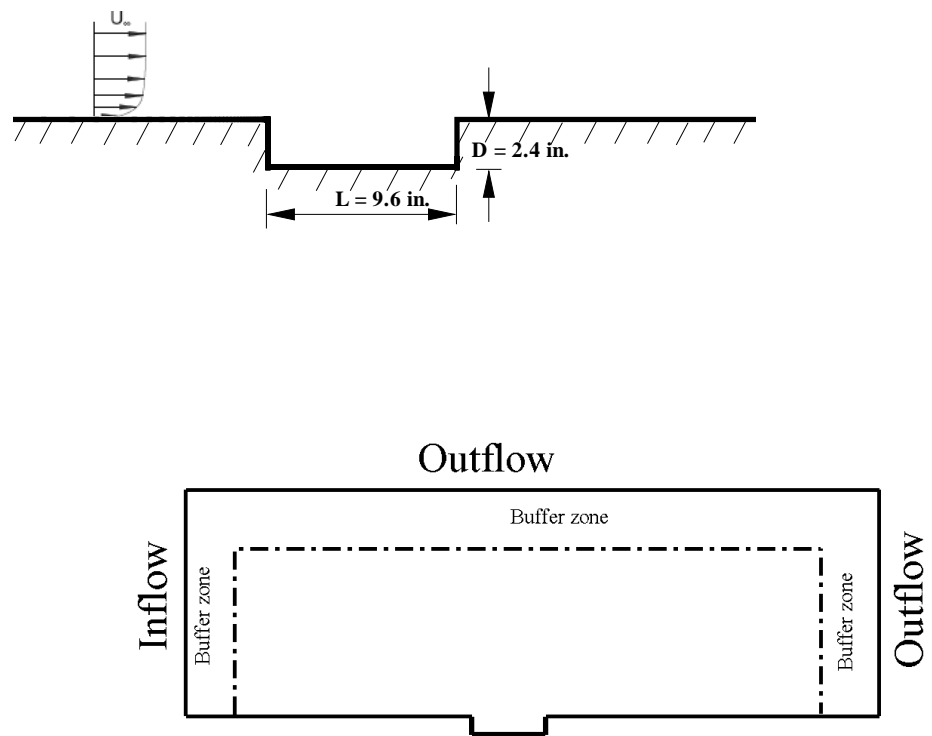 U∞
D = 2.4 in.
L = 9.6 in.
Outflow
Buffer zone
Inflow
Buffer zone
Buffer zone
Outflow